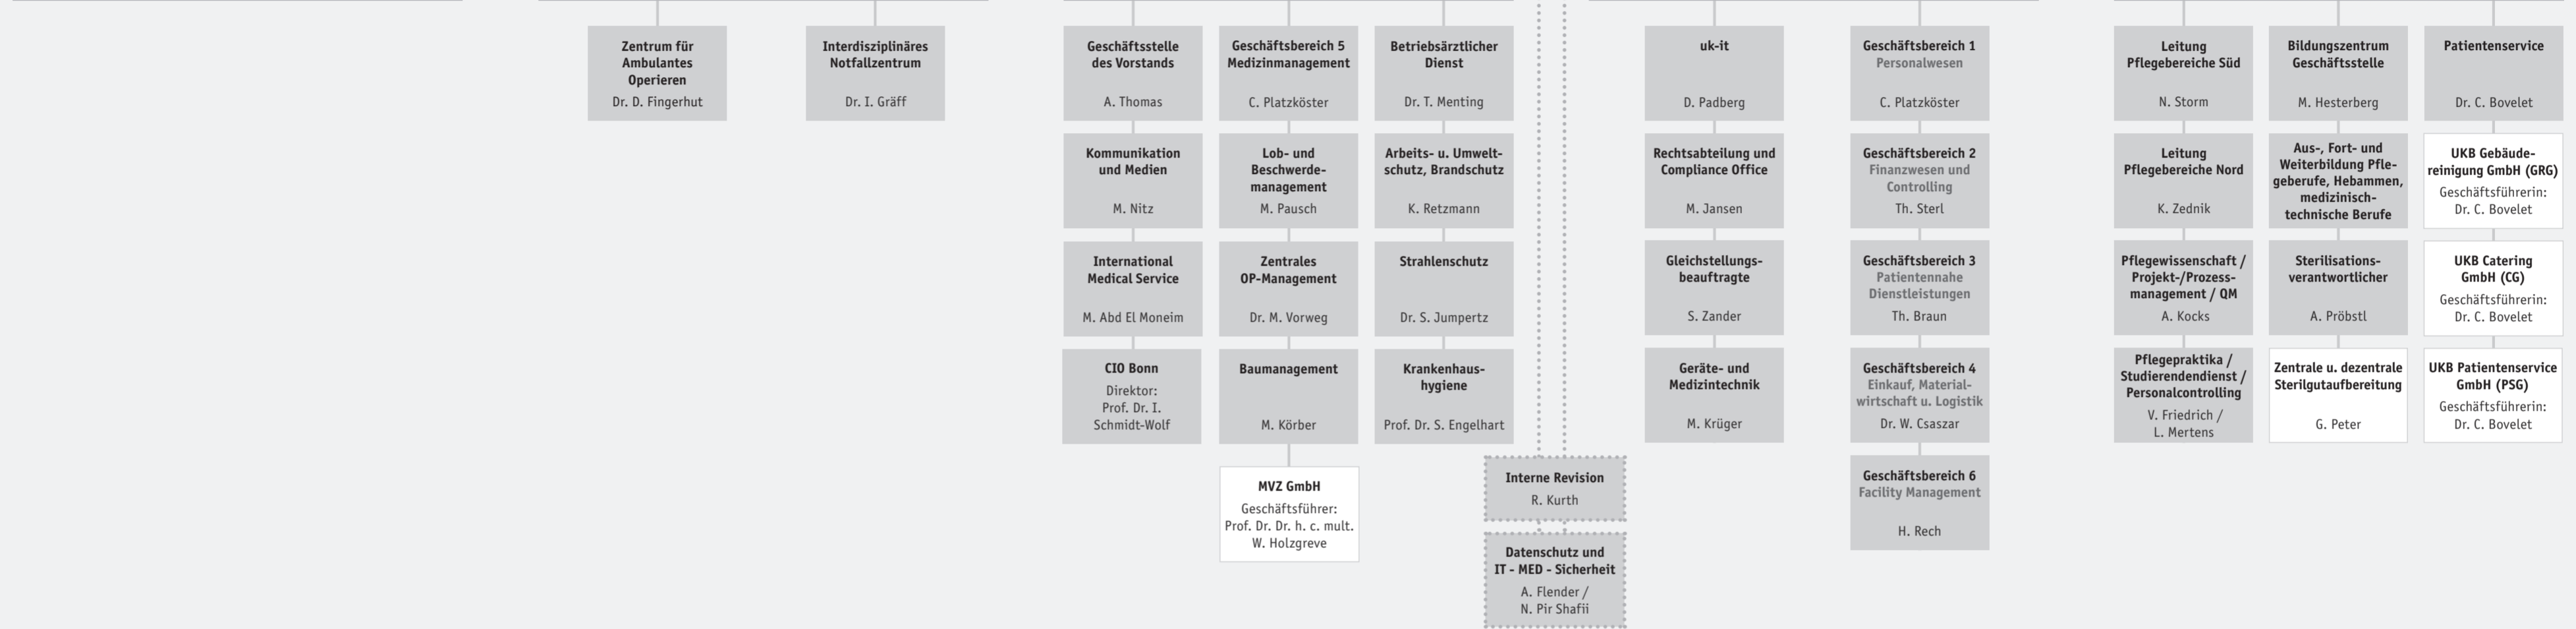 Zentrum für
Ambulantes
Operieren
Dr. D. Fingerhut
Interdisziplinäres
Notfallzentrum
Dr. I. Gräff
Geschäftsstelle
des Vorstands
A. Thomas
Kommunikation
und Medien
M. Nitz
International
Medical Service
M. Abd El Moneim
CIO Bonn
Direktor:
Prof. Dr. I.
Schmidt-Wolf
Geschäftsbereich 5
Medizinmanagement
C. Platzköster
Lob- und
Beschwerde-
management
M. Pausch
Zentrales
OP-Management
Dr. M. Vorweg
Baumanagement
M. Körber
MVZ GmbH
Geschäftsführer:
Prof. Dr. Dr. h. c. mult.
W. Holzgreve
Betriebsärztlicher
Dienst
Dr. T. Menting
Arbeits- u. Umwelt-
schutz, Brandschutz
K. Retzmann
Strahlenschutz
Dr. S. Jumpertz
Krankenhaus-
hygiene
Prof. Dr. S. Engelhart
Interne Revision
R. Kurth
Datenschutz und
IT - MED - Sicherheit
A. Flender /
N. Pir Shafii
uk-it
D. Padberg
Rechtsabteilung und
Compliance Office
M. Jansen
Gleichstellungs-
beauftragte
S. Zander
Geräte- und
Medizintechnik
M. Krüger
Geschäftsbereich 1
Personalwesen
C. Platzköster
Geschäftsbereich 2
Finanzwesen und
Controlling
Th. Sterl
Geschäftsbereich 3
Patientennahe
Dienstleistungen
Th. Braun
Geschäftsbereich 4
Einkauf, Material-
wirtschaft u. Logistik
Dr. W. Csaszar
Geschäftsbereich 6
Facility Management
H. Rech
Leitung
Pflegebereiche Süd
N. Storm
Leitung
Pflegebereiche Nord
K. Zednik
Pflegewissenschaft /
Projekt-/Prozess-
management / QM
A. Kocks
Pflegepraktika /
Studierendendienst /
Personalcontrolling
V. Friedrich /
L. Mertens
Bildungszentrum
Geschäftsstelle
M. Hesterberg
Aus-, Fort- und
Weiterbildung Pfle-
geberufe, Hebammen,
medizinisch-
technische Berufe
Sterilisations-
verantwortlicher
A. Pröbstl
Zentrale u. dezentrale
Sterilgutaufbereitung
G. Peter
Patientenservice
Dr. C. Bovelet
UKB Gebäude-
reinigung GmbH (GRG)
Geschäftsführerin:
Dr. C. Bovelet
UKB Catering
GmbH (CG)
Geschäftsführerin:
Dr. C. Bovelet
UKB Patientenservice
GmbH (PSG)
Geschäftsführerin:
Dr. C. Bovelet